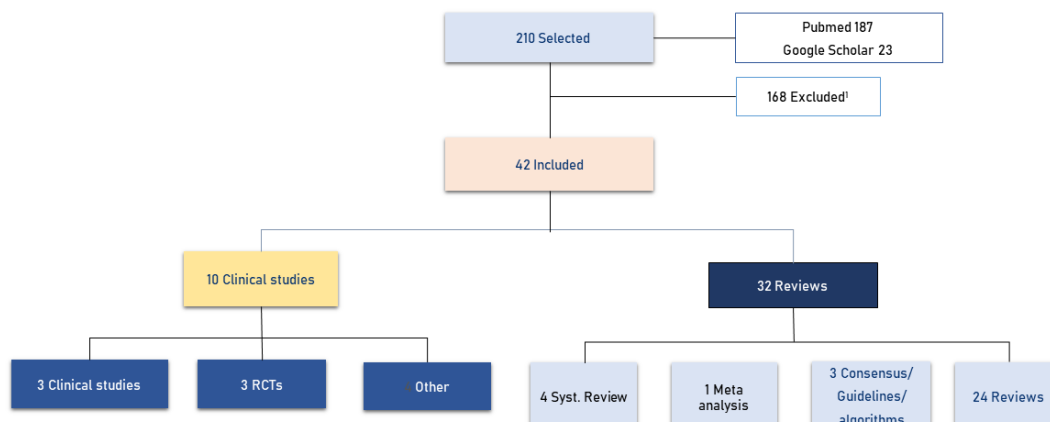 210 Selected
Pubmed 187
Google Scholar 23
168 Excluded¹
42 Included
10 Clinical studies
32 Reviews
3 Clinical studies
3 RCTs
Other
4 Syst. Review
1 Meta
analysis
3 Consensus/
Guidelines/
algorithms
24 Reviews